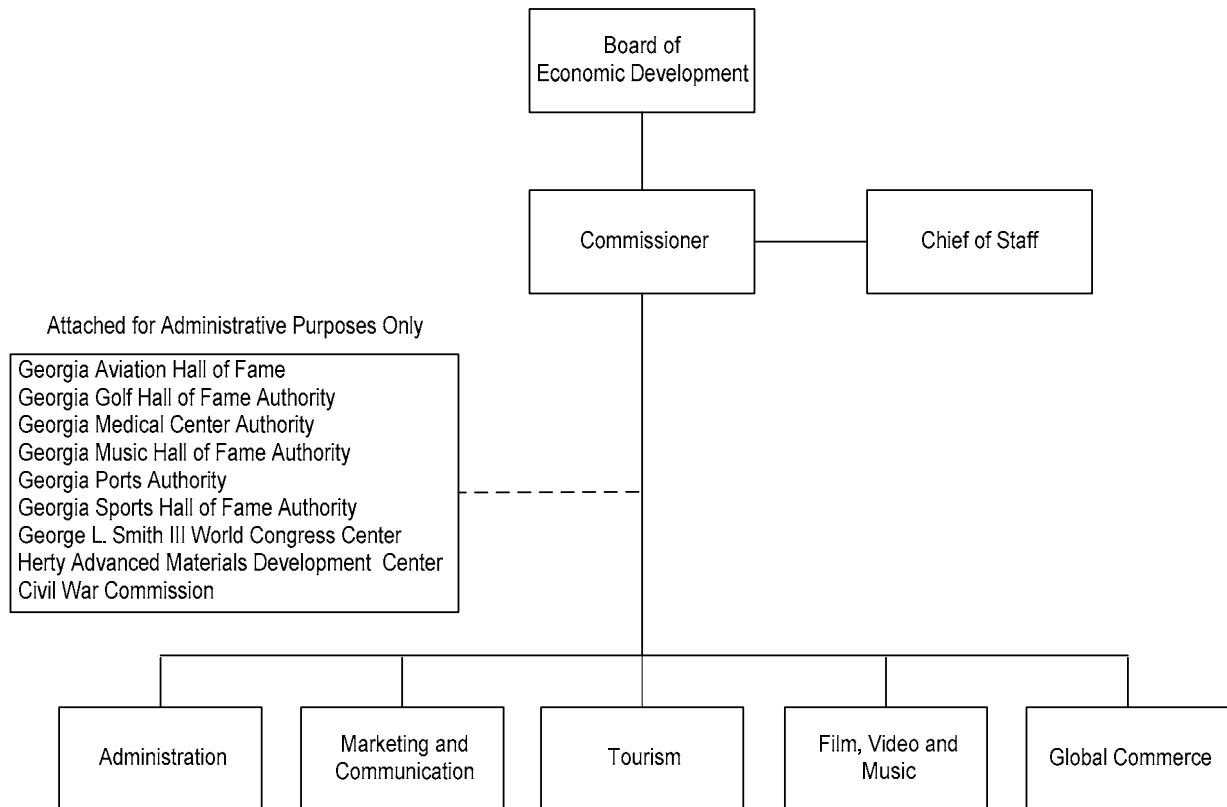 Board of
Economic Development
Commissioner
Chief of Staff
Attached for Administrative Purposes Only
Georgia Aviation Hall of Fame
Georgia Golf Hall of Fame Authority
Georgia Medical Center Authority
Georgia Music Hall of Fame Authority
Georgia Ports Authority
Georgia Sports Hall of Fame Authority
George L. Smith III World Congress Center
Herty Advanced Materials Development Center
Civil War Commission
Administration
Marketing and
Communication
Tourism
Film, Video and
Music
Global Commerce